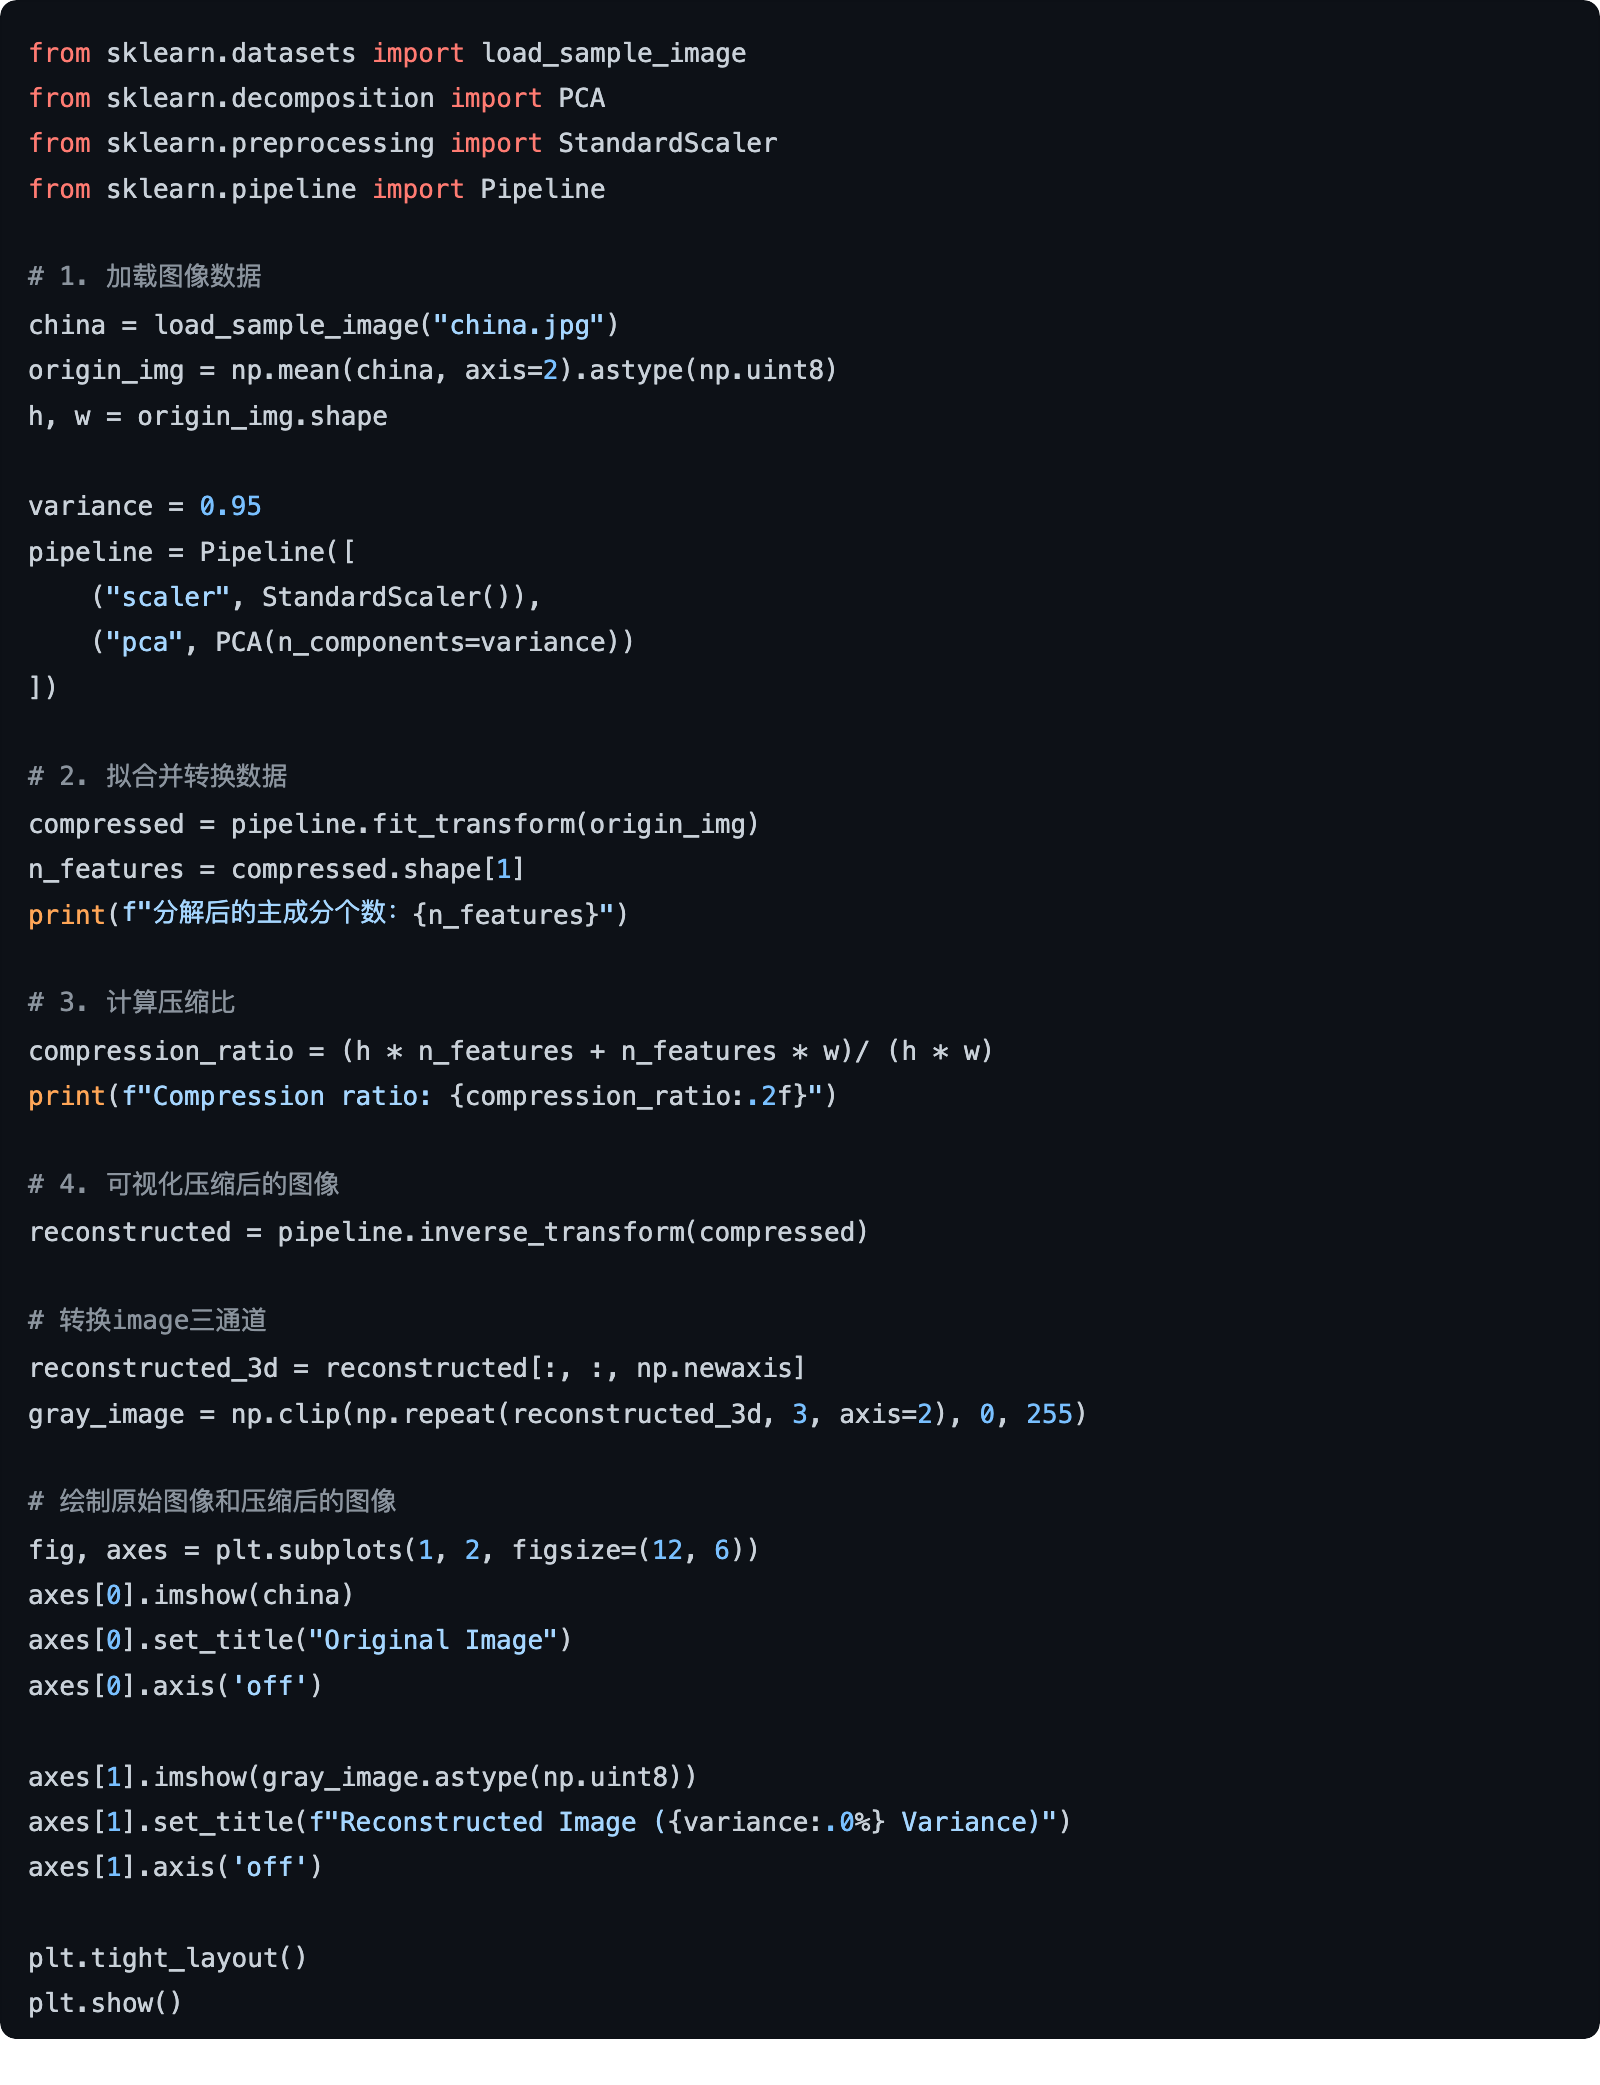 from sklearn.datasets import load_sample_image
from sklearn.decomposition import PCA
from sklearn.preprocessing import StandardScaler
from sklearn.pipeline import Pipeline

# 1. 加载图像数据
china = load_sample_image("china.jpg")
origin_img = np.mean(china, axis=2).astype(np.uint8)
h, w = origin_img.shape

variance = 0.95
pipeline = Pipeline([
    ("scaler", StandardScaler()),
    ("pca", PCA(n_components=variance))
])

# 2. 拟合并转换数据
compressed = pipeline.fit_transform(origin_img)
n_features = compressed.shape[1]
print(f"分解后的主成分个数：{n_features}")

# 3. 计算压缩比
compression_ratio = (h * n_features + n_features * w)/ (h * w)
print(f"Compression ratio: {compression_ratio:.2f}")

# 4. 可视化压缩后的图像
reconstructed = pipeline.inverse_transform(compressed)

# 转换image三通道
reconstructed_3d = reconstructed[:, :, np.newaxis]
gray_image = np.clip(np.repeat(reconstructed_3d, 3, axis=2), 0, 255)

# 绘制原始图像和压缩后的图像
fig, axes = plt.subplots(1, 2, figsize=(12, 6))
axes[0].imshow(china)
axes[0].set_title("Original Image")
axes[0].axis('off')

axes[1].imshow(gray_image.astype(np.uint8))
axes[1].set_title(f"Reconstructed Image ({variance:.0%} Variance)")
axes[1].axis('off')

plt.tight_layout()
plt.show()